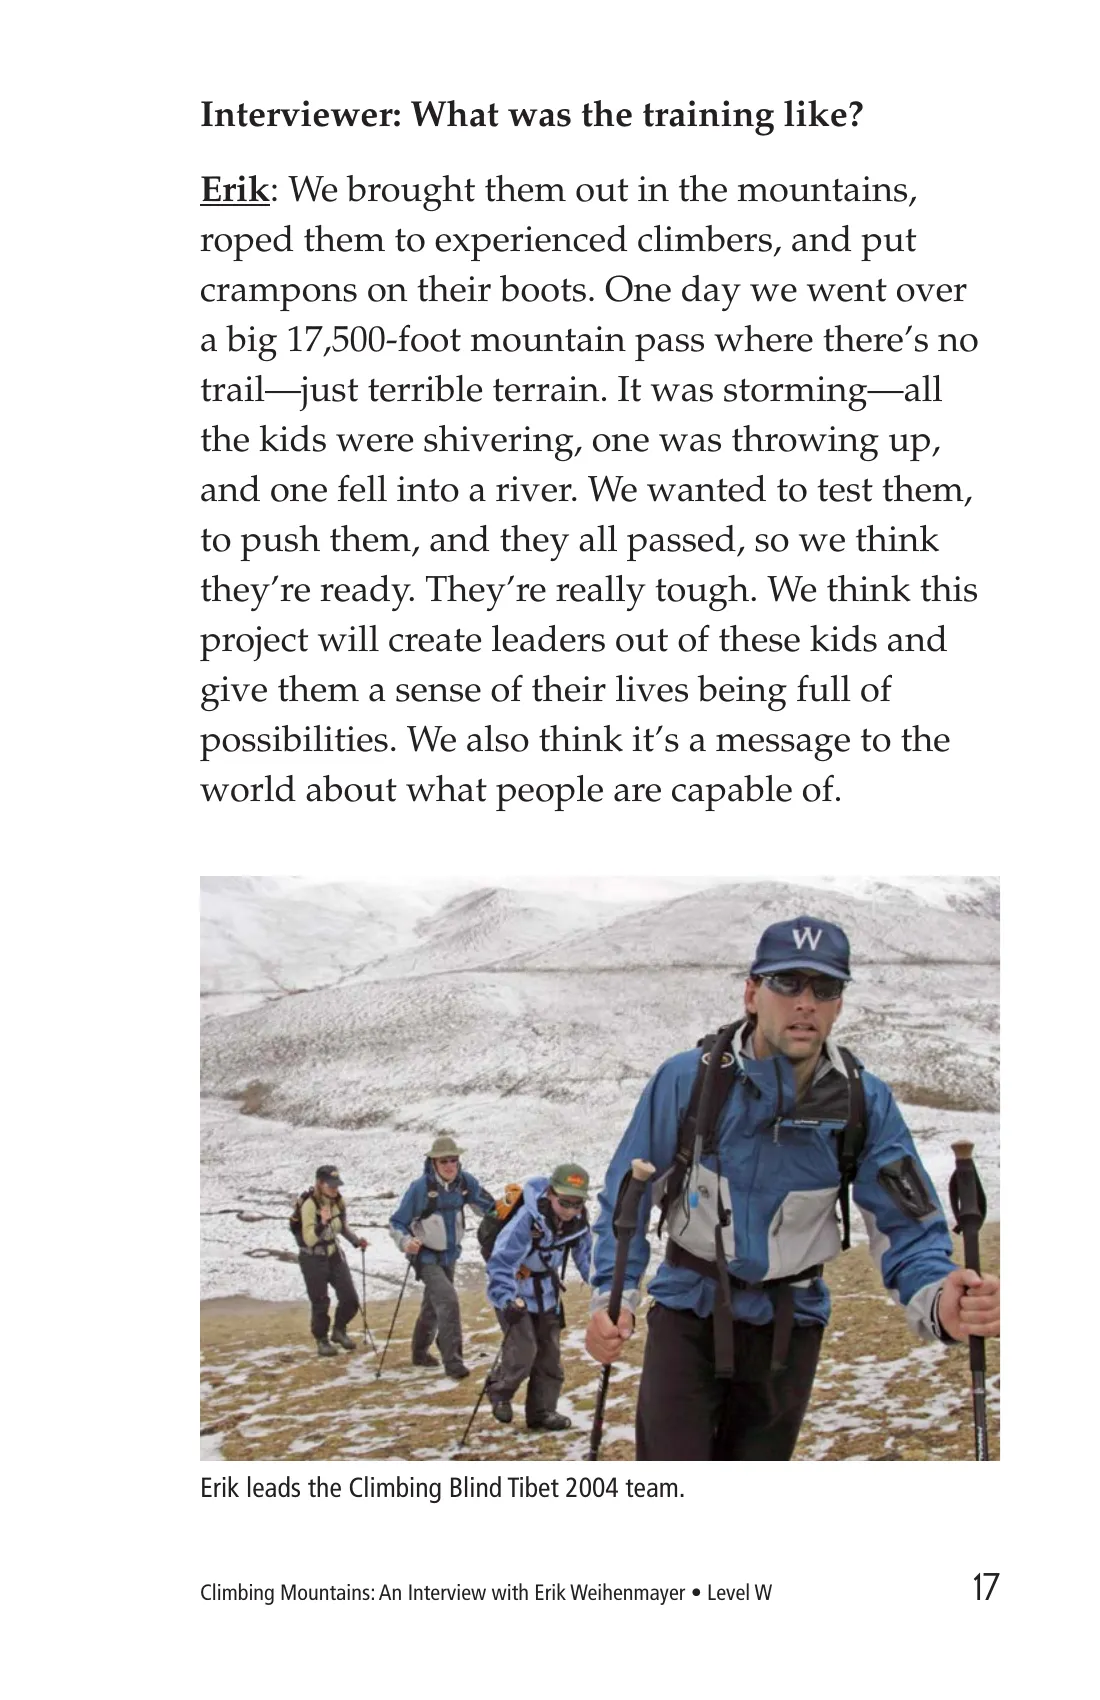 Interviewer: What was the training like?
Erik: We brought them out in the mountains,
roped them to experienced climbers, and put
crampons on their boots. One day we went over
a big 17,500-foot mountain pass where there’s no
trail—just terrible terrain. It was storming—all
the kids were shivering, one was throwing up,
and one fell into a river. We wanted to test them,
to push them, and they all passed, so we think
they’re ready. They’re really tough. We think this
project will create leaders out of these kids and
give them a sense of their lives being full of
possibilities. We also think it’s a message to the
world about what people are capable of.
W
Erik leads the Climbing Blind Tibet 2004 team.
Climbing Mountains: An Interview with Erik Weihenmayer • Level W
17